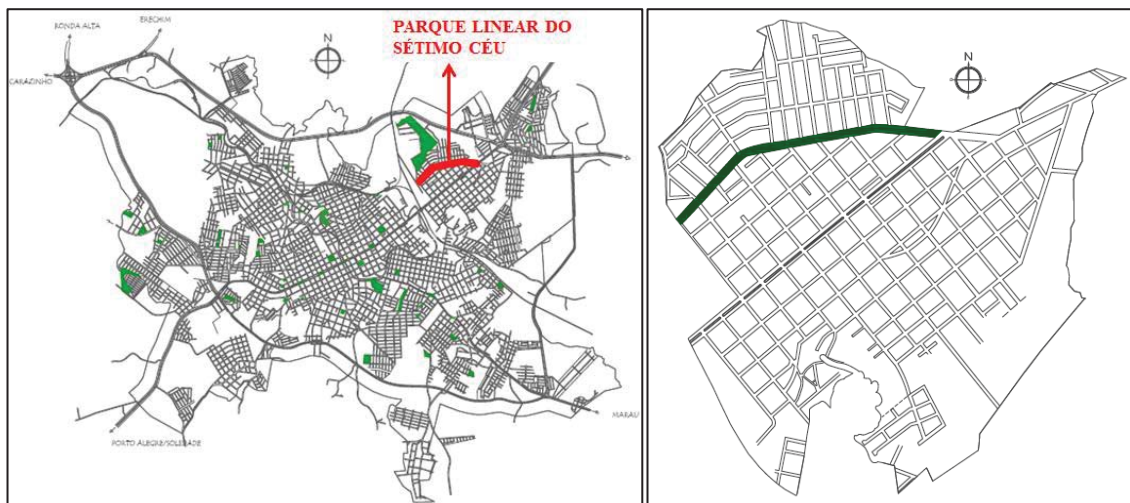 RONDA ALTA
ERECHIM
PARQUE LINEAR DO
SÉTIMO CÉU
N
N
CARAZINHO
MARAU
PORTO ALEGRE/SOLEDADE